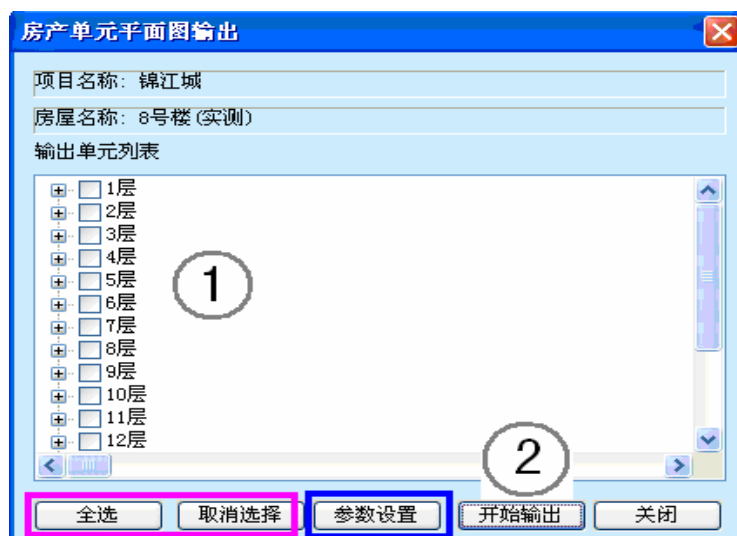 房产单元平面图输出
项目名称: 锦江城
房屋名称: 8号楼(实测)
输出单元列表
1层
2层
3层
4层
5层
6层
7层
8层
9层
10层
11层
12层
1
2
全选 取消选择 参数设置 开始输出 关闭